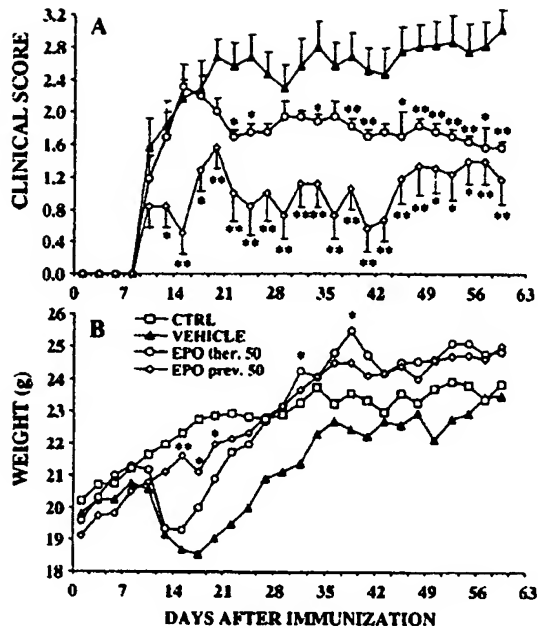 A
CLINICAL SCORE
3.2
2.8
2.4
2.0
1.6
1.2
0.8
0.4
0.0
* * * ** ** * ** ** ** ** * **
* ** * ** ** ** ** ** ** ** ** ** ** ** ** * * ** ** **
0 7 14 21 28 35 42 49 56 63
B
CTRL
VEHICLE
EPO ther. 50
EPO prev. 50
WEIGHT (g)
26
25
24
23
22
21
20
19
18
** * * * *
0 7 14 21 28 35 42 49 56 63
DAYS AFTER IMMUNIZATION